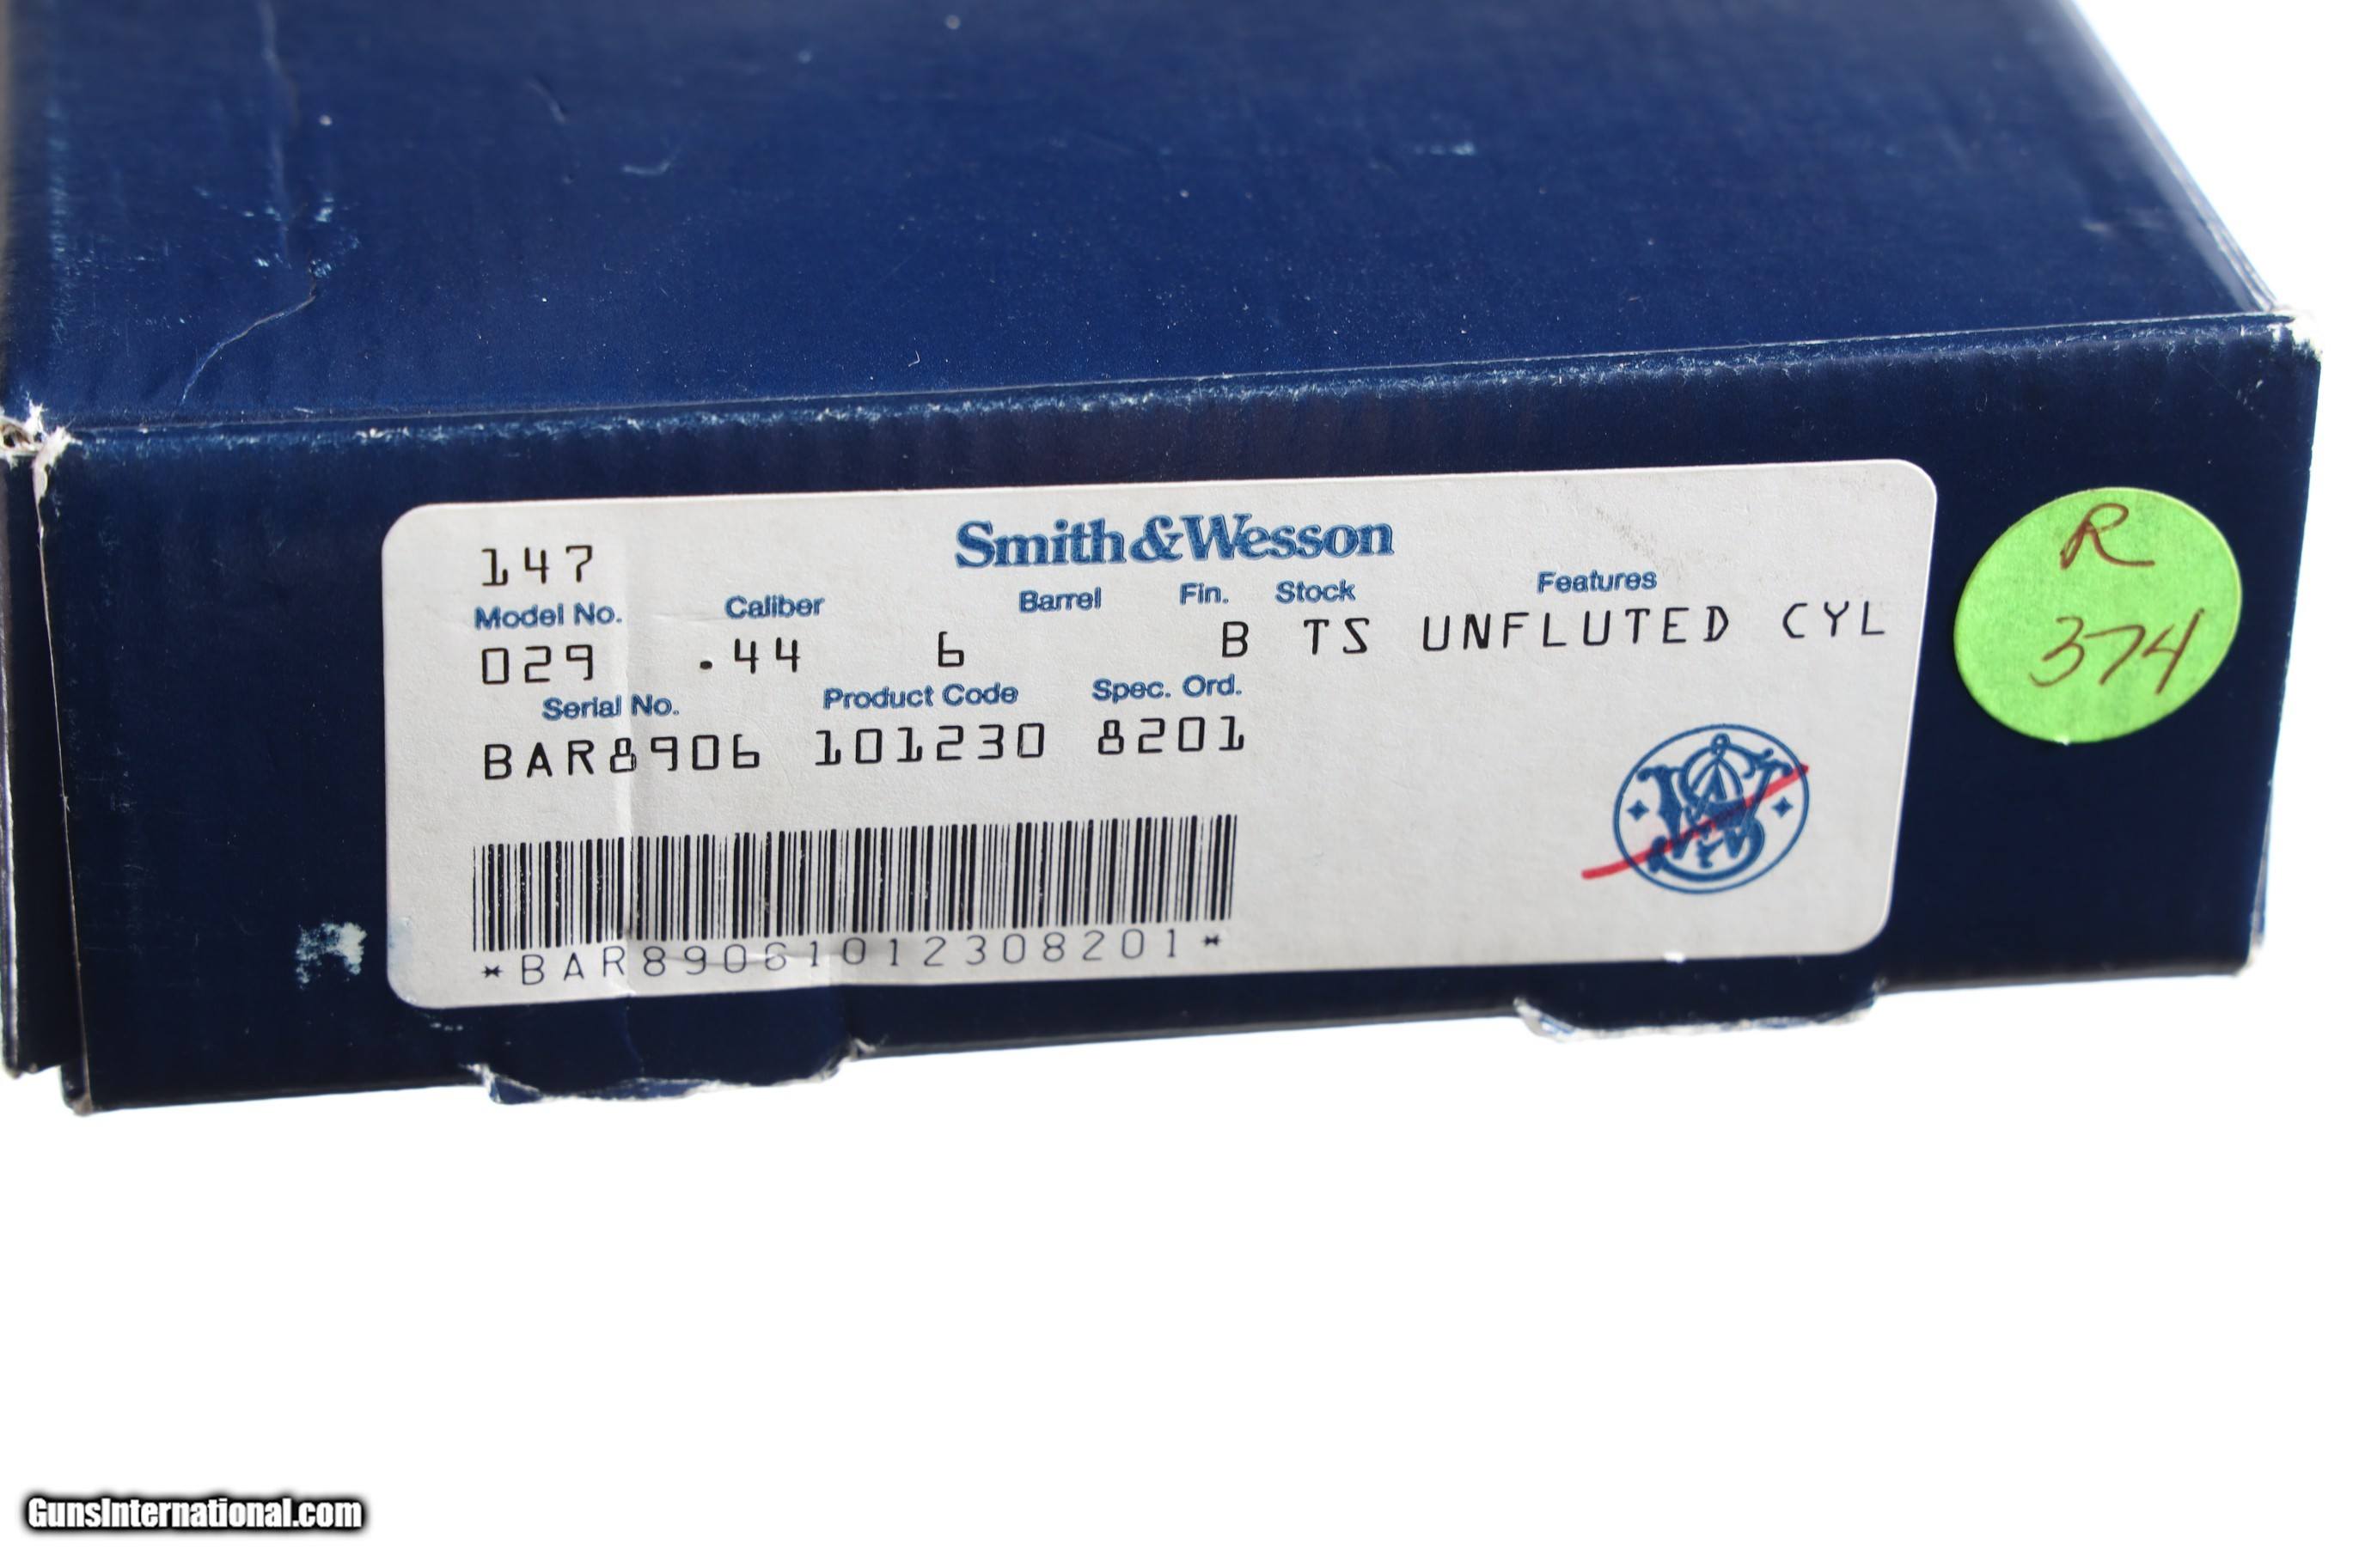 Smith&Wesson
147
Model No. Caliber Barrel Fin. Stock Features
029 .44 6 B TS UNFLUTED CYL
Serial No. Product Code Spec. Ord.
BAR8906 101230 8201
*BAR89061012308201*
R
374
GunsInternational.com